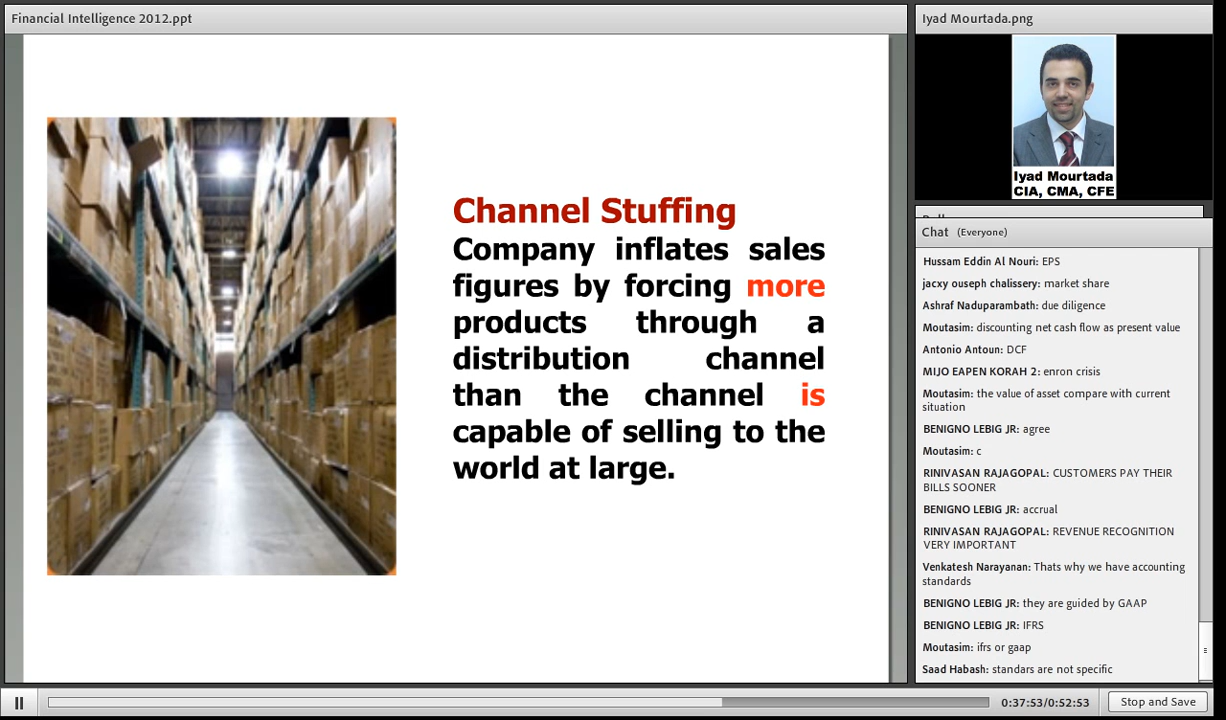 Financial Intelligence 2012.ppt
Channel Stuffing
Company inflates sales
figures by forcing more
products through a
distribution channel
than the channel is
capable of selling to the
world at large.
Iyad Mourtada.png
Iyad Mourtada
CIA, CMA, CFE
Chat (Everyone)
Hussam Eddin Al Nouri: EPS
jacxy ouseph chalissery: market share
Ashraf Naduparambath: due diligence
Moutasim: discounting net cash flow as present value
Antonio Antoun: DCF
MIJO EAPEN KORAH 2: enron crisis
Moutasim: the value of asset compare with current
situation
BENIGNO LEBIG JR: agree
Moutasim: c
RINIVASAN RAJAGOPAL: CUSTOMERS PAY THEIR
BILLS SOONER
BENIGNO LEBIG JR: accrual
RINIVASAN RAJAGOPAL: REVENUE RECOGNITION
VERY IMPORTANT
Venkatesh Narayanan: Thats why we have accounting
standards
BENIGNO LEBIG JR: they are guided by GAAP
BENIGNO LEBIG JR: IFRS
Moutasim: ifrs or gaap
Saad Habash: standars are not specific
0:37:53/0:52:53
Stop and Save